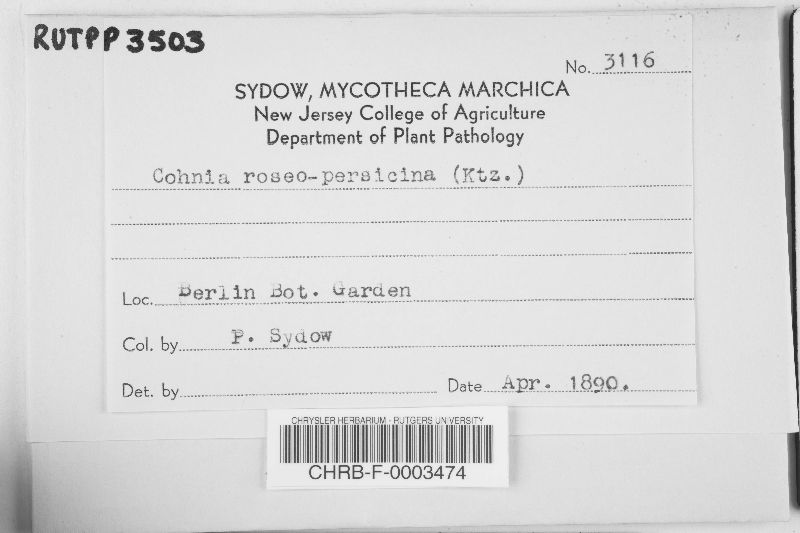 RUTPP 3503
No. 3116
SYDOW, MYCOTHECA MARCHICA
New Jersey College of Agriculture
Department of Plant Pathology
Cohnia roseo-persicina (Ktz.)
Loc. Berlin Bot. Garden
Col. by P. Sydow
Det. by Date Apr. 1890.
CHRYSLER HERBARIUM - RUTGERS UNIVERSITY
CHRB-F-0003474